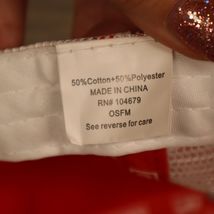 50%Cotton+50%Polyester
MADE IN CHINA
RN# 104679
OSFM
See reverse for care